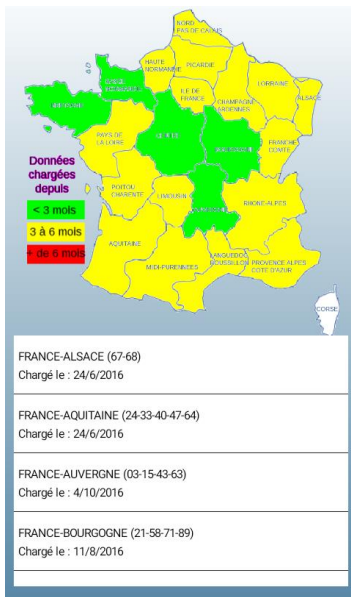 NORD
PAS DE CALAIS
HAUTE
NORMANDIE
PICARDIE
BASSE
NORMANDIE
ILE DE
FRANCE
LORRAINE
ALSACE
CHAMPAGNE
ARDENNES
BRETAGNE
PAYS DE
LA LOIRE
CENTRE
BOURGOGNE
FRANCHE
COMTÉ
Données
chargées
depuis
< 3 mois
3 à 6 mois
+ de 6 mois
POITOU
CHARENTE
LIMOUSIN
AUVERGNE
RHONE-ALPES
AQUITAINE
MIDI-PYRENNEES
LANGUEDOC
ROUSSILLON
PROVENCE ALPES
COTE D'AZUR
CORSE
FRANCE-ALSACE (67-68)
Chargé le : 24/6/2016
FRANCE-AQUITAINE (24-33-40-47-64)
Chargé le : 24/6/2016
FRANCE-AUVERGNE (03-15-43-63)
Chargé le : 4/10/2016
FRANCE-BOURGOGNE (21-58-71-89)
Chargé le : 11/8/2016